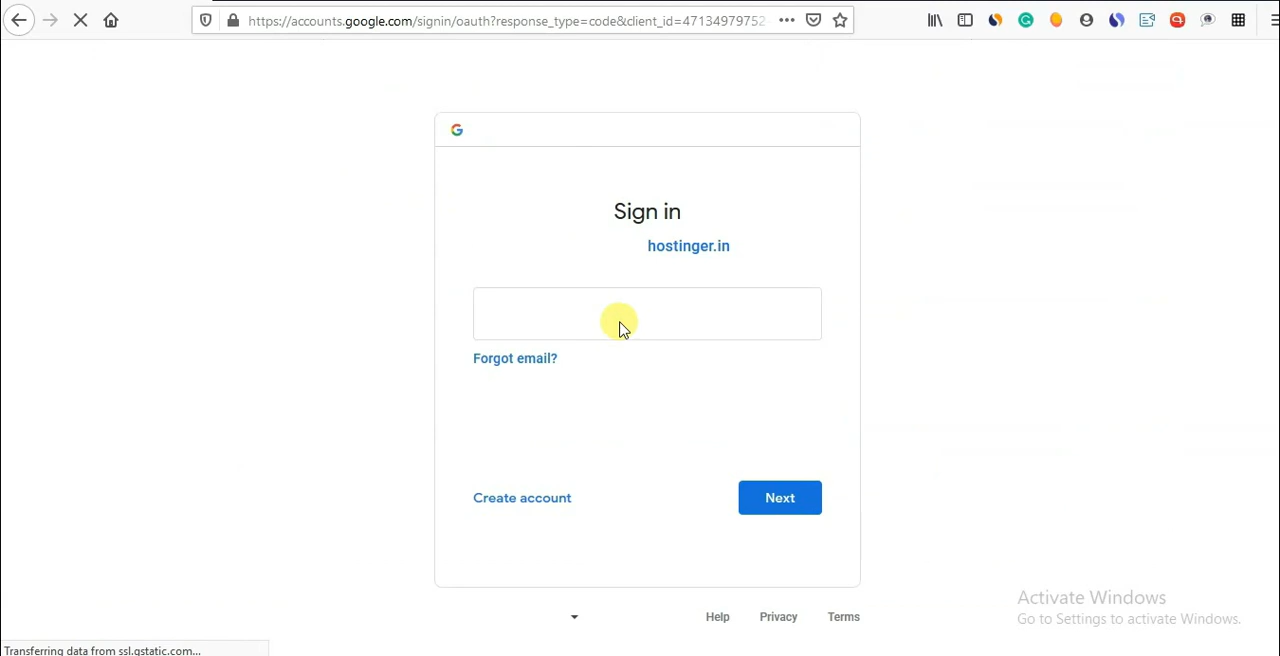 https://accounts.google.com/signin/oauth?response_type=code&client_id=47134979752
G
Sign in
hostinger.in
Forgot email?
Create account
Next
Help
Privacy
Terms
Activate Windows
Go to Settings to activate Windows.
Transferring data from ssl.gstatic.com...